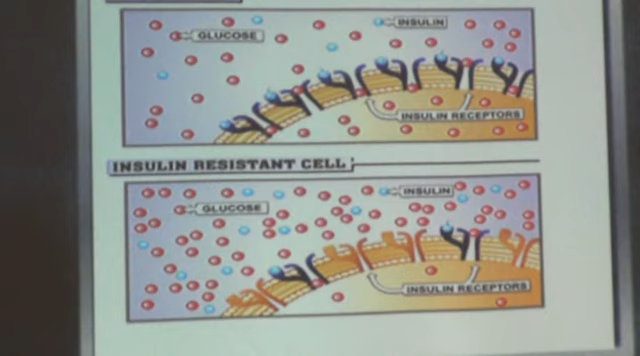 GLUCOSE
INSULIN
INSULIN RECEPTORS
INSULIN RESISTANT CELL
GLUCOSE
INSULIN
INSULIN RECEPTORS